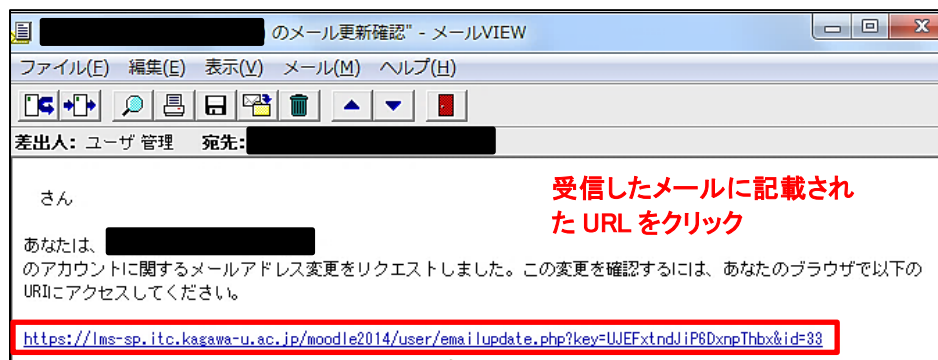 のメール更新確認" - メールVIEW
ファイル(F) 編集(E) 表示(V) メール(M) ヘルプ(H)
差出人: ユーザ 管理 宛先:
さん
受信したメールに記載され
た URL をクリック
あなたは、
のアカウントに関するメールアドレス変更をリクエストしました。この変更を確認するには、あなたのブラウザで以下の
URIにアクセスしてください。
https://lms-sp.itc.kagawa-u.ac.jp/moodle2014/user/emailupdate.php?key=UJEFxtndJiP6DxnpThbx&id=33